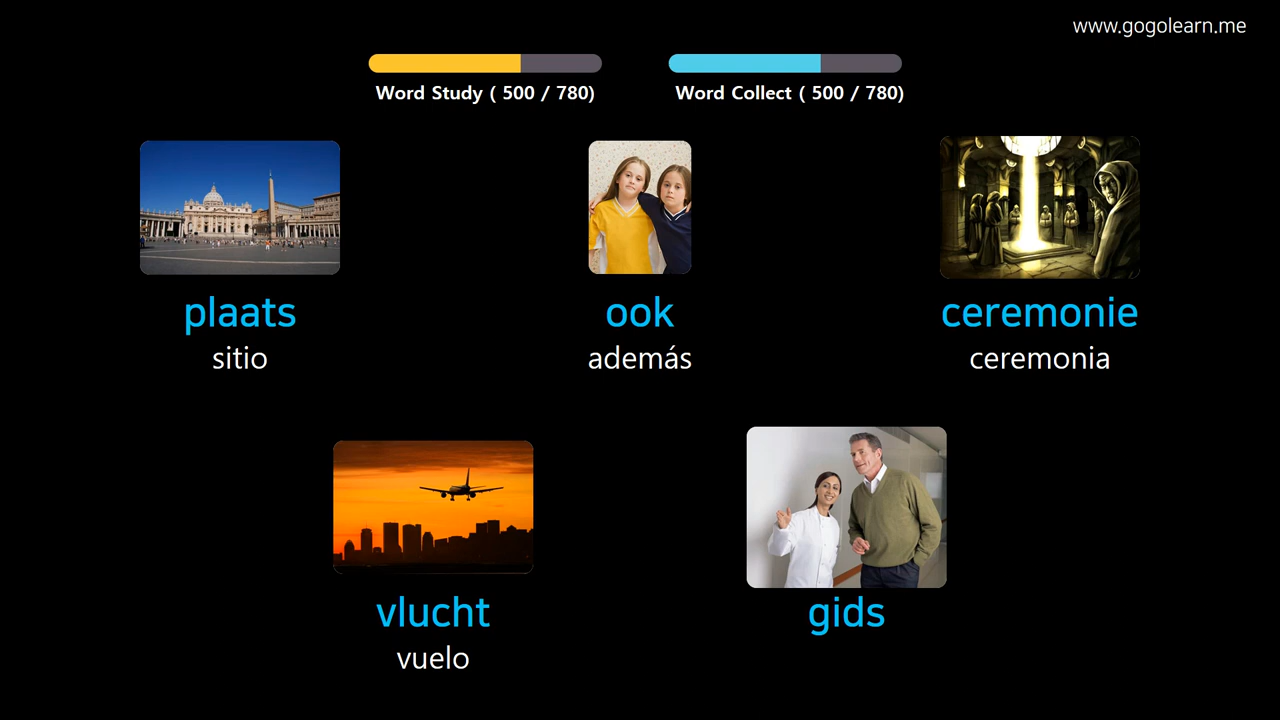 www.gogolearn.me
Word Study ( 500 / 780)
Word Collect ( 500 / 780)
plaats
sitio
ook
además
ceremonie
ceremonia
vlucht
vuelo
gids